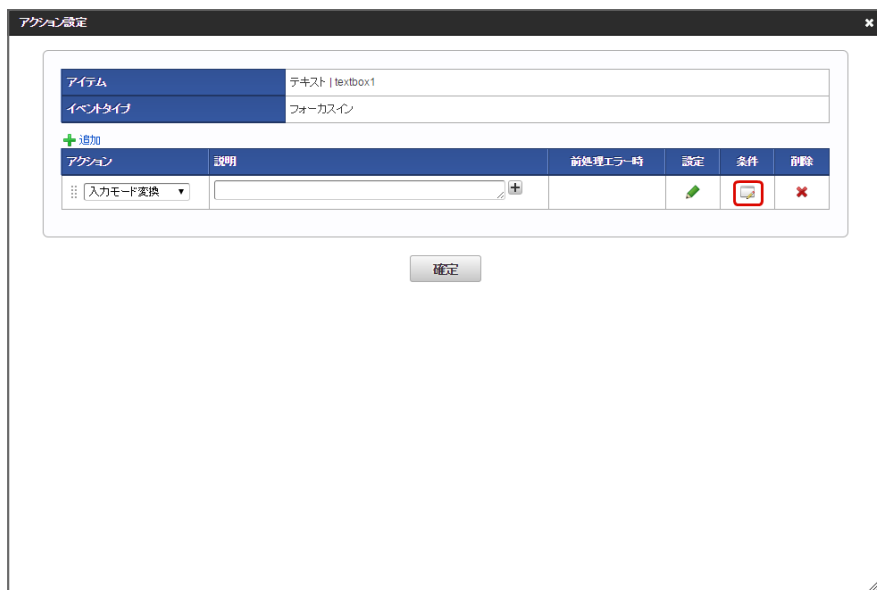 アクション設定
アイテム テキスト | textbox1
イベントタイプ フォーカスイン
追加
アクション 説明 前処理エラー時 設定 条件 削除
入力モード変換
確定